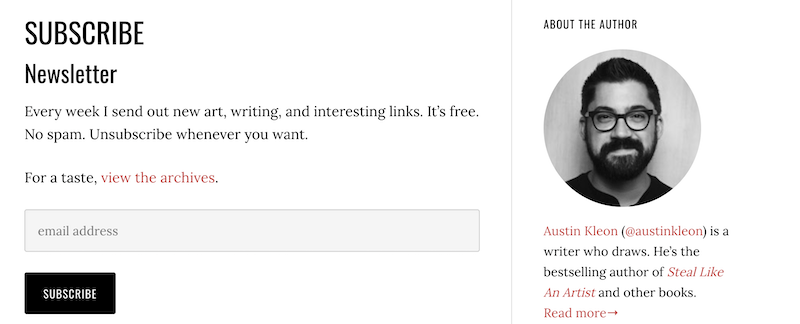 SUBSCRIBE
Newsletter
Every week I send out new art, writing, and interesting links. It’s free.
No spam. Unsubscribe whenever you want.
For a taste, view the archives.
email address
SUBSCRIBE
ABOUT THE AUTHOR
Austin Kleon (@austinkleon) is a
writer who draws. He’s the
bestselling author of Steal Like
An Artist and other books.
Read more→